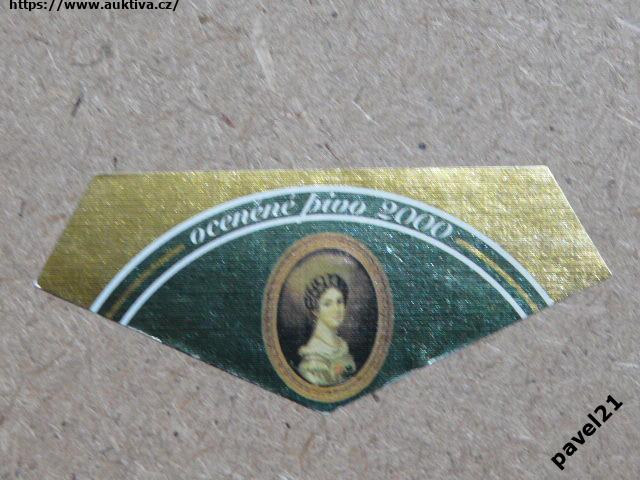 https://www.auktiva.cz/
oceněné pivo 2000
pavel21